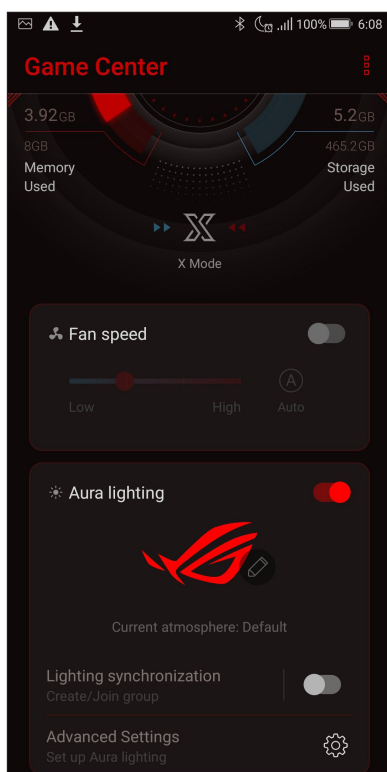 100% 6:08
Game Center
3.92GB 5.2GB
8GB 465.2GB
Memory Storage
Used Used
X Mode
Fan speed
A
Low High Auto
Aura lighting
Current atmosphere: Default
Lighting synchronization
Create/Join group
Advanced Settings
Set up Aura lighting